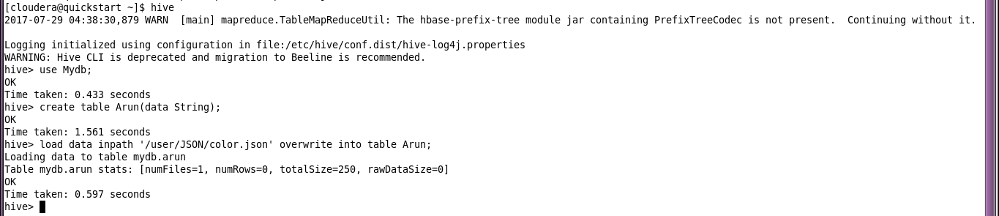 [cloudera@quickstart ~]$ hive
2017-07-29 04:38:30,879 WARN  [main] mapreduce.TableMapReduceUtil: The hbase-prefix-tree module jar containing PrefixTreeCodec is not present.  Continuing without it.
Logging initialized using configuration in file:/etc/hive/conf.dist/hive-log4j.properties
WARNING: Hive CLI is deprecated and migration to Beeline is recommended.
hive> use Mydb;
OK
Time taken: 0.433 seconds
hive> create table Arun(data String);
OK
Time taken: 1.561 seconds
hive> load data inpath '/user/JSON/color.json' overwrite into table Arun;
Loading data to table mydb.arun
Table mydb.arun stats: [numFiles=1, numRows=0, totalSize=250, rawDataSize=0]
OK
Time taken: 0.597 seconds
hive>